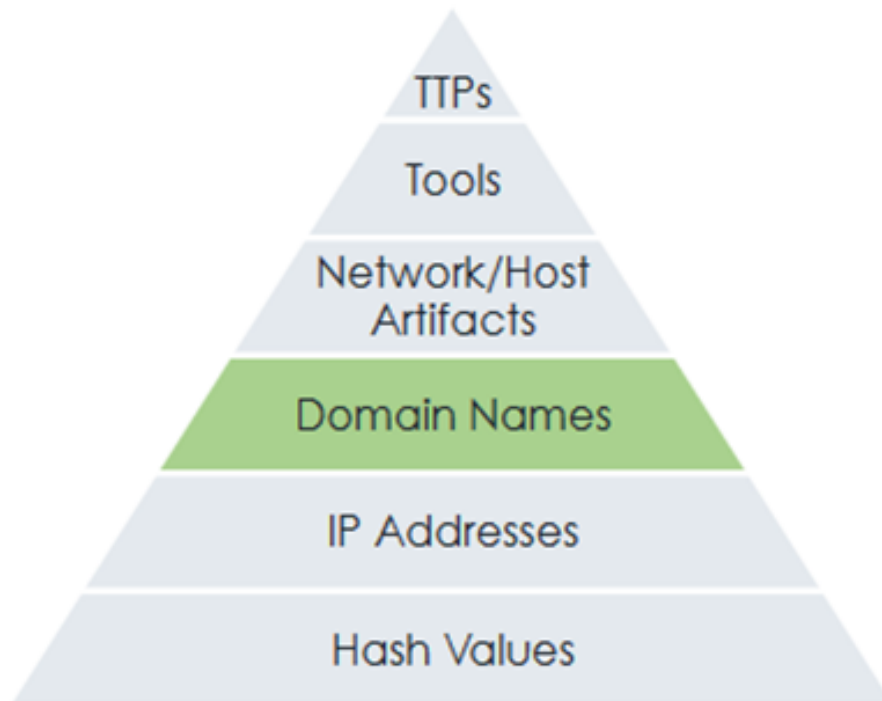 TTPs
Tools
Network/Host
Artifacts
Domain Names
IP Addresses
Hash Values